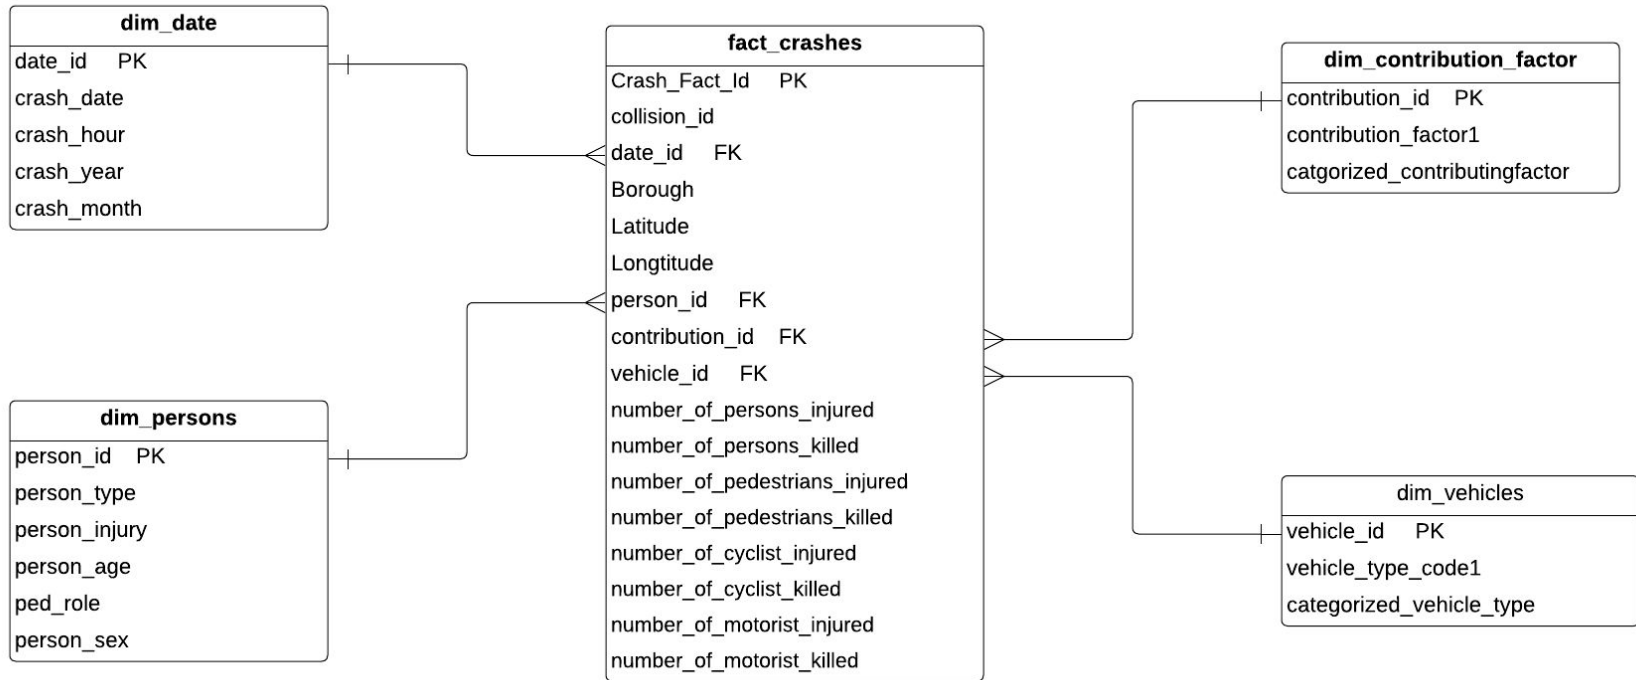 dim_date
date_id PK
crash_date
crash_hour
crash_year
crash_month
dim_persons
person_id PK
person_type
person_injury
person_age
ped_role
person_sex
fact_crashes
Crash_Fact_Id PK
collision_id
date_id FK
Borough
Latitude
Longtitude
person_id FK
contribution_id FK
vehicle_id FK
number_of_persons_injured
number_of_persons_killed
number_of_pedestrians_injured
number_of_pedestrians_killed
number_of_cyclist_injured
number_of_cyclist_killed
number_of_motorist_injured
number_of_motorist_killed
dim_contribution_factor
contribution_id PK
contribution_factor1
catgorized_contributingfactor
dim_vehicles
vehicle_id PK
vehicle_type_code1
categorized_vehicle_type